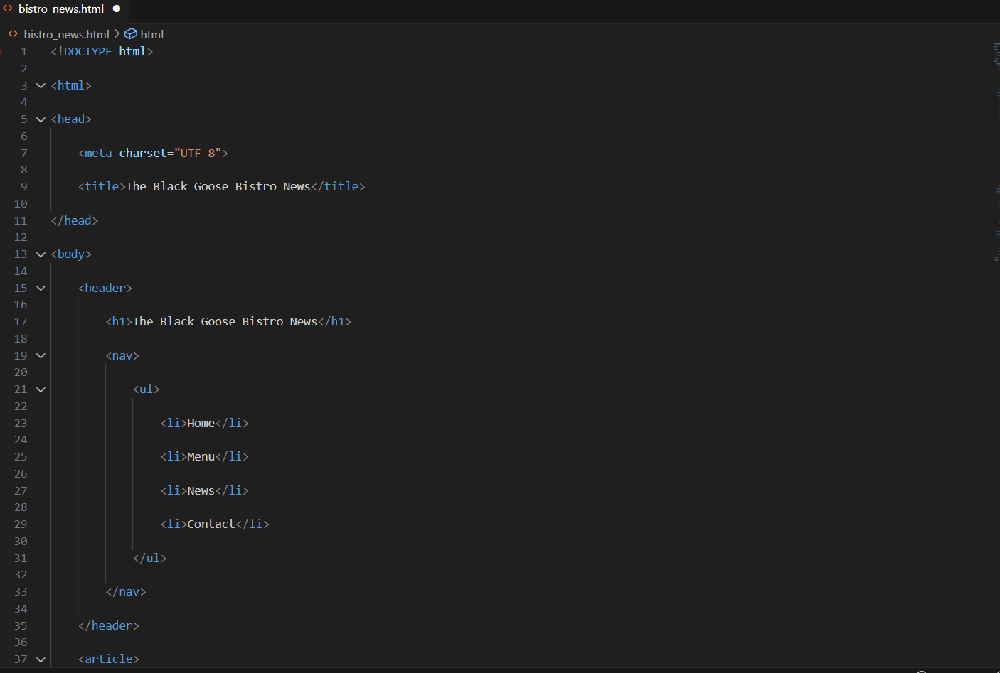 bistro_news.html
bistro_news.html > html
1 <!DOCTYPE html>
2
3 <html>
4
5 <head>
6
7 <meta charset="UTF-8">
8
9 <title>The Black Goose Bistro News</title>
10
11 </head>
12
13 <body>
14
15 <header>
16
17 <h1>The Black Goose Bistro News</h1>
18
19 <nav>
20
21 <ul>
22
23 <li>Home</li>
24
25 <li>Menu</li>
26
27 <li>News</li>
28
29 <li>Contact</li>
30
31 </ul>
32
33 </nav>
34
35 </header>
36
37 <article>